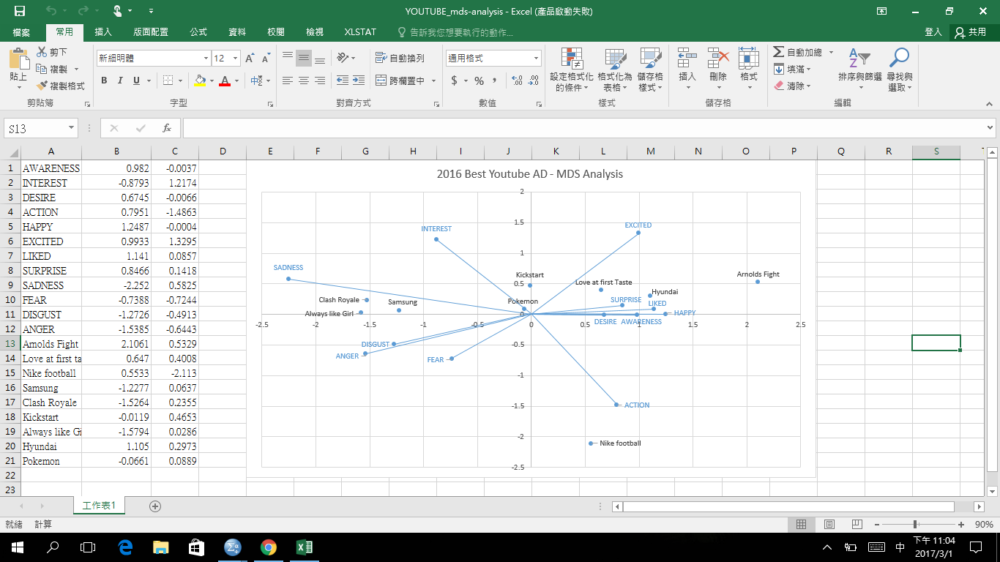 YOUTUBE_mds-analysis - Excel (產品啟動失敗)
檔案 常用 插入 版面配置 公式 資料 校閱 檢視 XLSTAT 告訴我您想要執行的動作... 登入 共用
貼上 剪下 複製 複製格式
新細明體 12
B I U A 中
自動換列
跨欄置中
通用格式
$ % ,
設定格式化的條件 格式化為表格 儲存格樣式
插入 刪除 格式
自動加總 填滿 清除
排序與篩選 尋找與選取
剪貼簿 字型 對齊方式 數值 樣式 儲存格 編輯
S13 fx
A B C D E F G H I J K L M N O P Q R S
1 AWARENESS 0.982 -0.0037
2 INTEREST -0.8793 1.2174
3 DESIRE 0.6745 -0.0066
4 ACTION 0.7951 -1.4863
5 HAPPY 1.2487 -0.0004
6 EXCITED 0.9933 1.3295
7 LIKED 1.141 0.0857
8 SURPRISE 0.8466 0.1418
9 SADNESS -2.252 0.5825
10 FEAR -0.7388 -0.7244
11 DISGUST -1.2726 -0.4913
12 ANGER -1.5385 -0.6443
13 Arnolds Fight 2.1061 0.5329
14 Love at first ta 0.647 0.4008
15 Nike football 0.5533 -2.113
16 Samsung -1.2277 0.0637
17 Clash Royale -1.5264 0.2355
18 Kickstart -0.0119 0.4653
19 Always like Gi -1.5794 0.0286
20 Hyundai 1.105 0.2973
21 Pokemon -0.0661 0.0889
22
23
2016 Best Youtube AD - MDS Analysis
2
EXCITED
INTEREST
1.5
1
SADNESS
Kickstart
Arnolds Fight
0.5
Love at first Taste
Hyundai
Clash Royale
Samsung
Pokemon
SURPRISE
LIKED
Always like Girl
0
HAPPY
DESIRE AWARENESS
-2.5 -2 -1.5 -1 -0.5 0 0.5 1 1.5 2 2.5
DISGUST
-0.5
ANGER
FEAR
-1
-1.5
ACTION
-2
Nike football
-2.5
工作表1
就緒 計算 90%
中
下午 11:04
2017/3/1